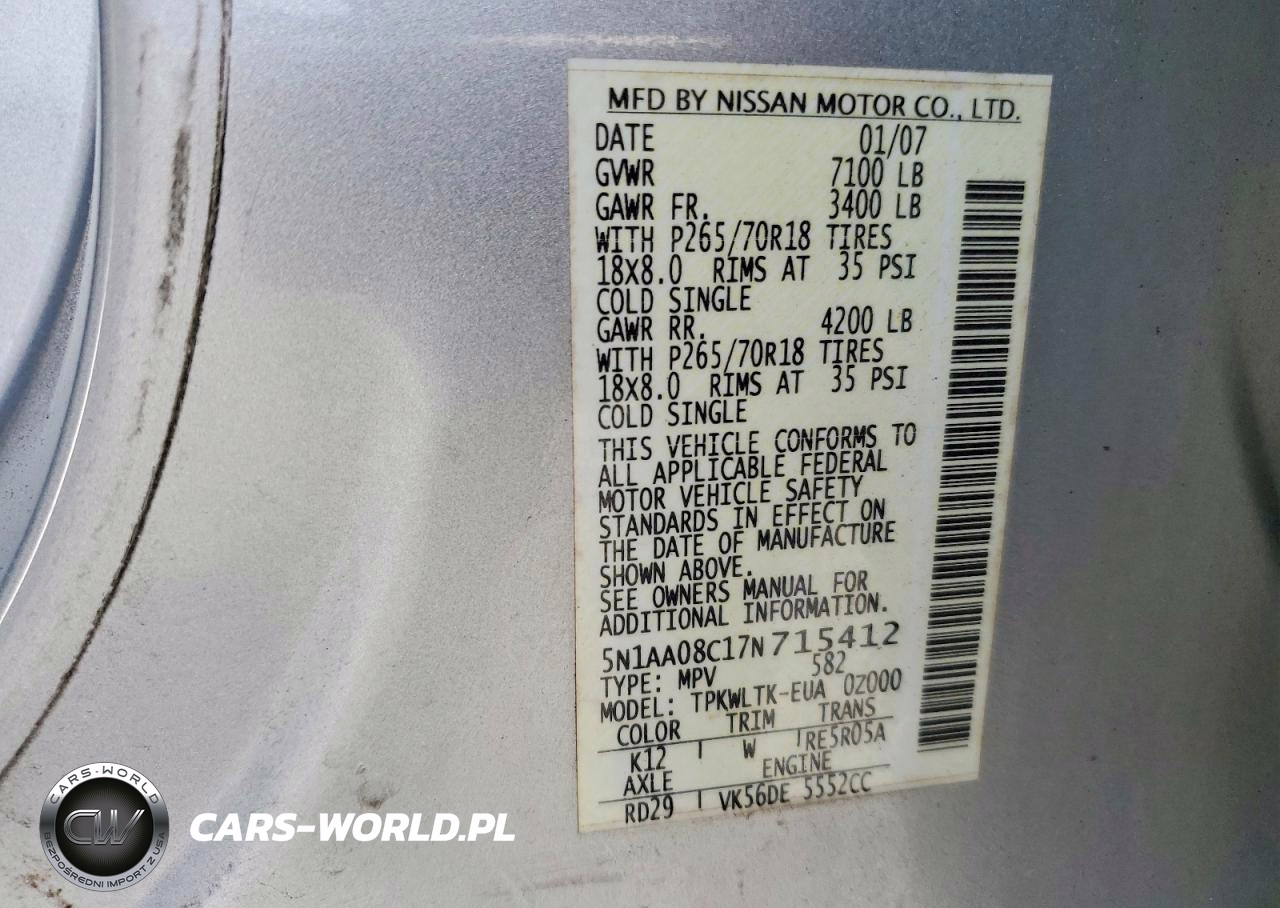 MFD BY NISSAN MOTOR CO., LTD.
DATE 01/07
GVWR 7100 LB
GAWR FR. 3400 LB
WITH P265/70R18 TIRES
18X8.0 RIMS AT 35 PSI
COLD SINGLE
GAWR RR. 4200 LB
WITH P265/70R18 TIRES
18X8.0 RIMS AT 35 PSI
COLD SINGLE
THIS VEHICLE CONFORMS TO
ALL APPLICABLE FEDERAL
MOTOR VEHICLE SAFETY
STANDARDS IN EFFECT ON
THE DATE OF MANUFACTURE
SHOWN ABOVE.
SEE OWNERS MANUAL FOR
ADDITIONAL INFORMATION.
5N1AA08C17N715412
TYPE: MPV 582
MODEL: TPKWLTK-EUA 0Z000
COLOR TRIM TRANS
K12 W RE5R05A
AXLE ENGINE
RD29 VK56DE 5552CC
CARS-WORLD
CW
BEZPOŚREDNI IMPORT Z USA
CARS-WORLD.PL